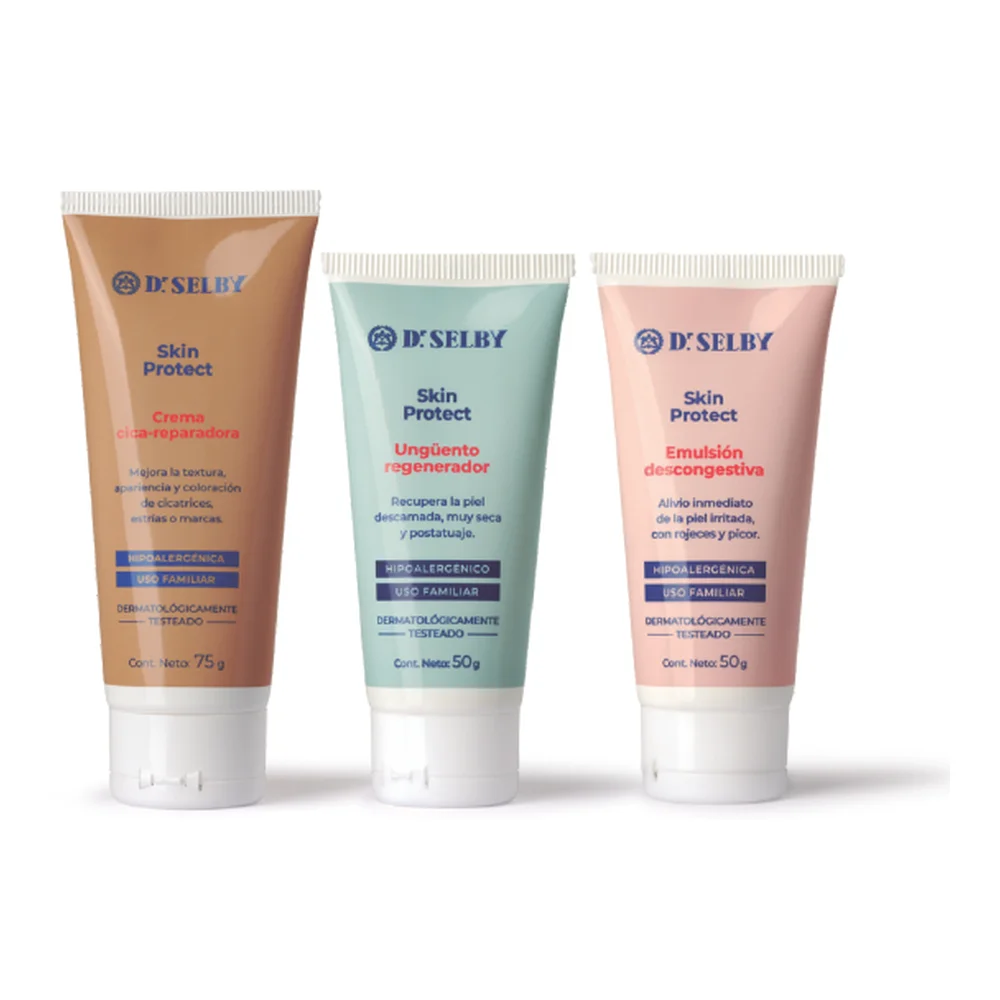 Dr. SELBY
Skin
Protect
Crema
cica-reparadora
Mejora la textura,
apariencia y coloración
de cicatrices,
estrías o marcas.
HIPOALERGÉNICA
USO FAMILIAR
DERMATOLÓGICAMENTE
TESTEADO
Cont. Neto: 75 g
Dr. SELBY
Skin
Protect
Ungüento
regenerador
Recupera la piel
descamada, muy seca
y postatuaje.
HIPOALERGÉNICO
USO FAMILIAR
DERMATOLÓGICAMENTE
TESTEADO
Cont. Neto: 50 g
Dr. SELBY
Skin
Protect
Emulsión
descongestiva
Alivio inmediato
de la piel irritada,
con rojeces y picor.
HIPOALERGÉNICA
USO FAMILIAR
DERMATOLÓGICAMENTE
TESTEADO
Cont. Neto: 50 g